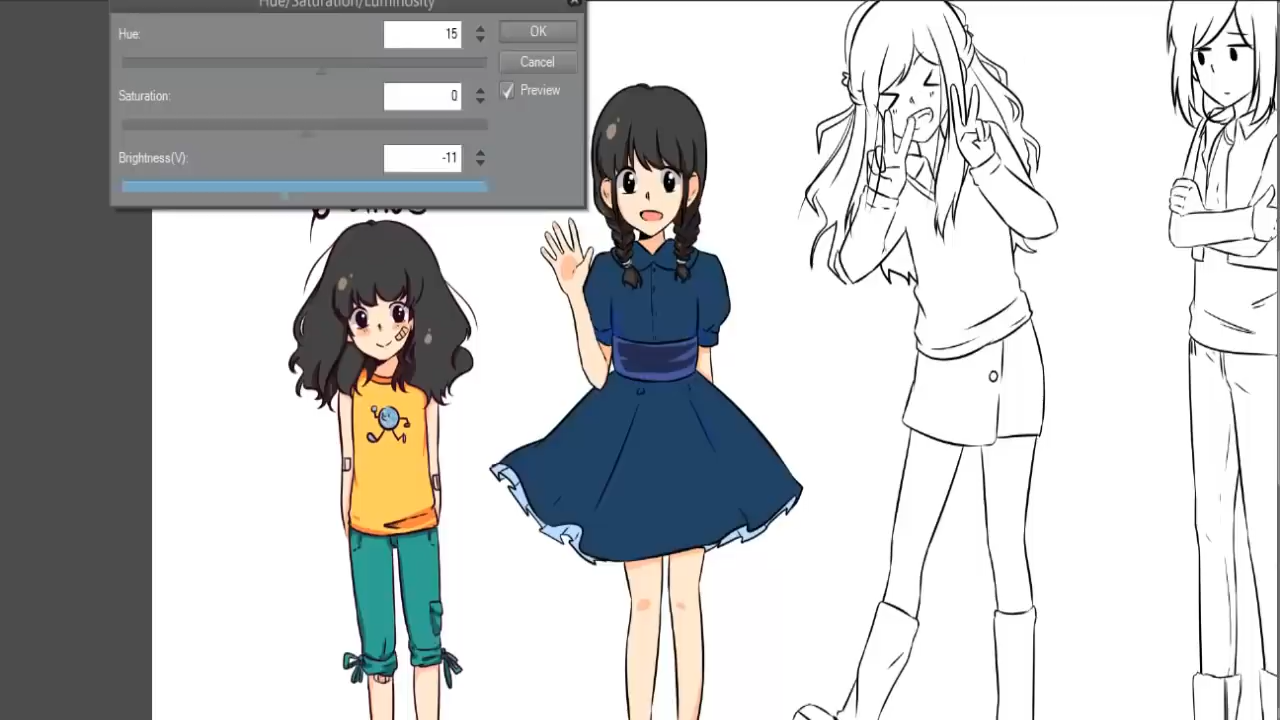 Hue/Saturation/Luminosity
Hue:
15
OK
Cancel
Saturation:
0
Preview
Brightness(V):
-11